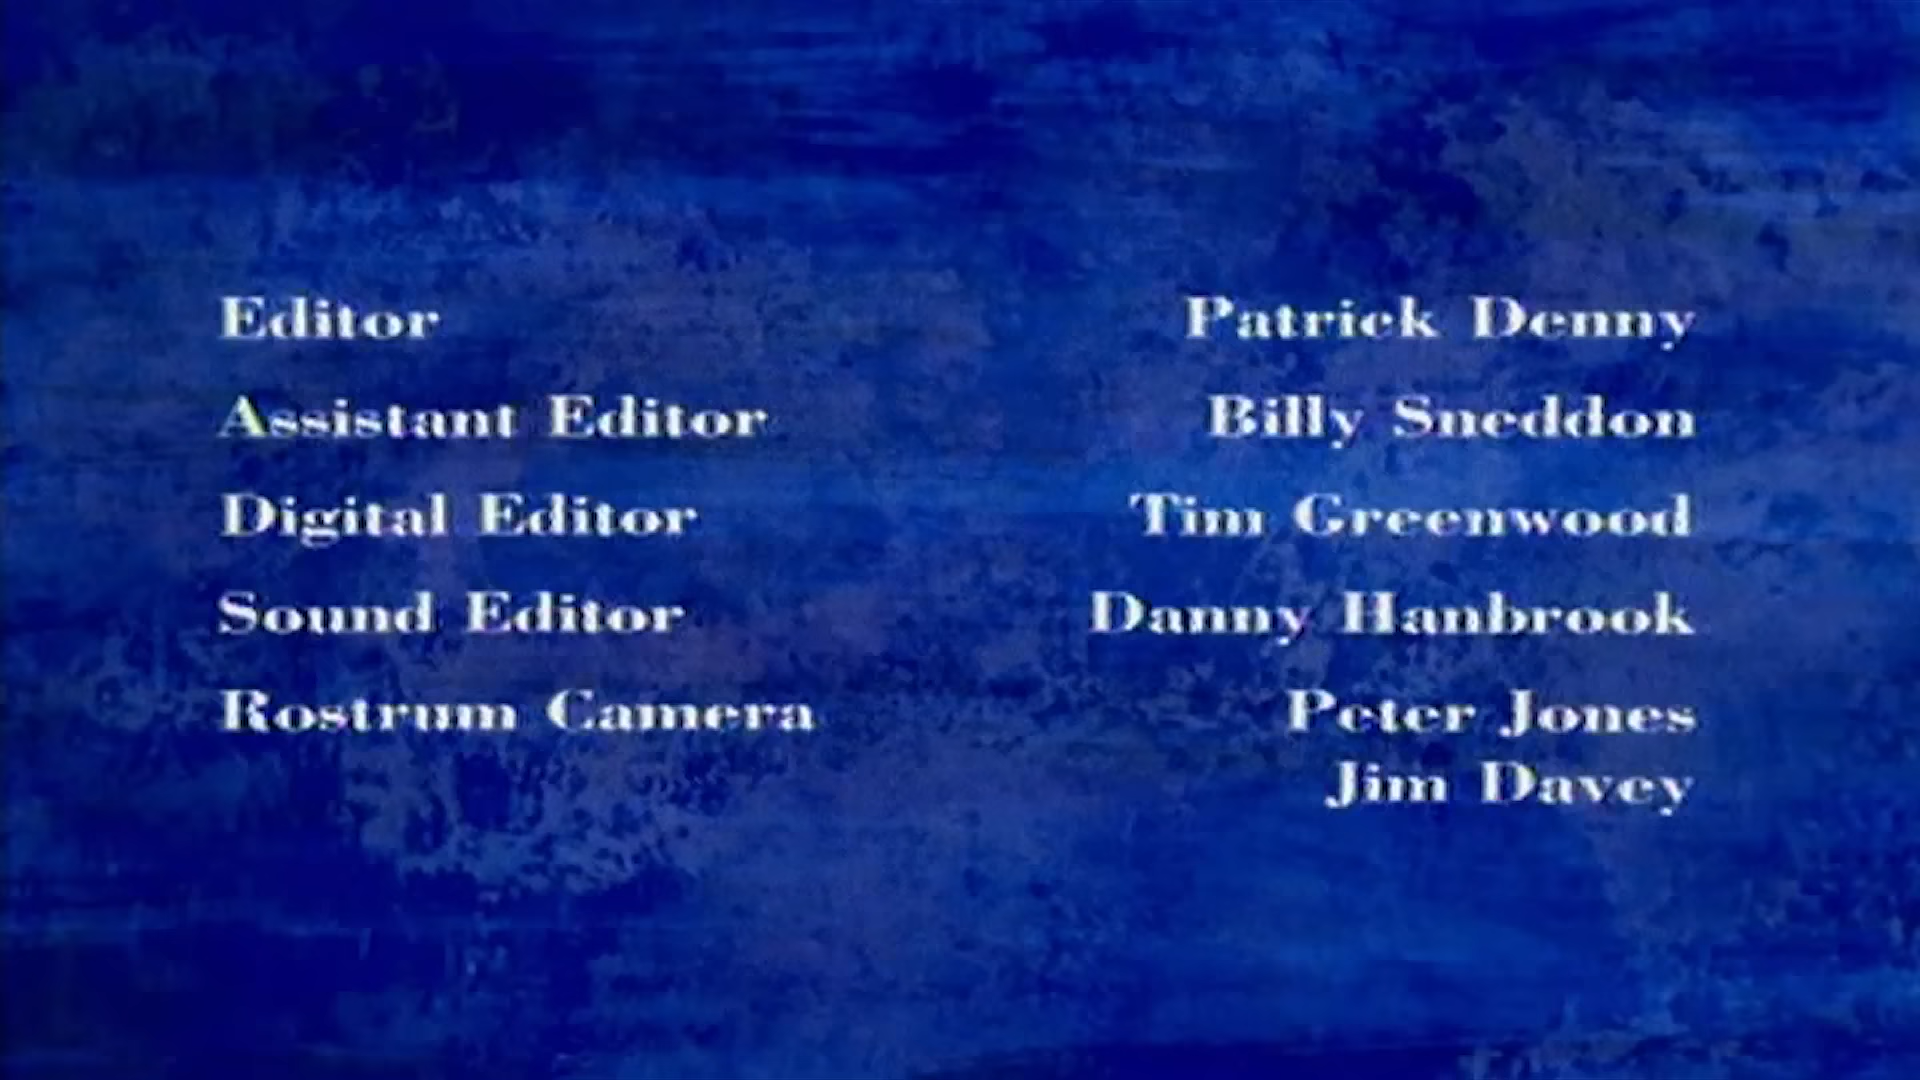 Editor Patrick Denny
Assistant Editor Billy Sneddon
Digital Editor Tim Greenwood
Sound Editor Danny Hanbrook
Rostrum Camera Peter Jones
Jim Davey